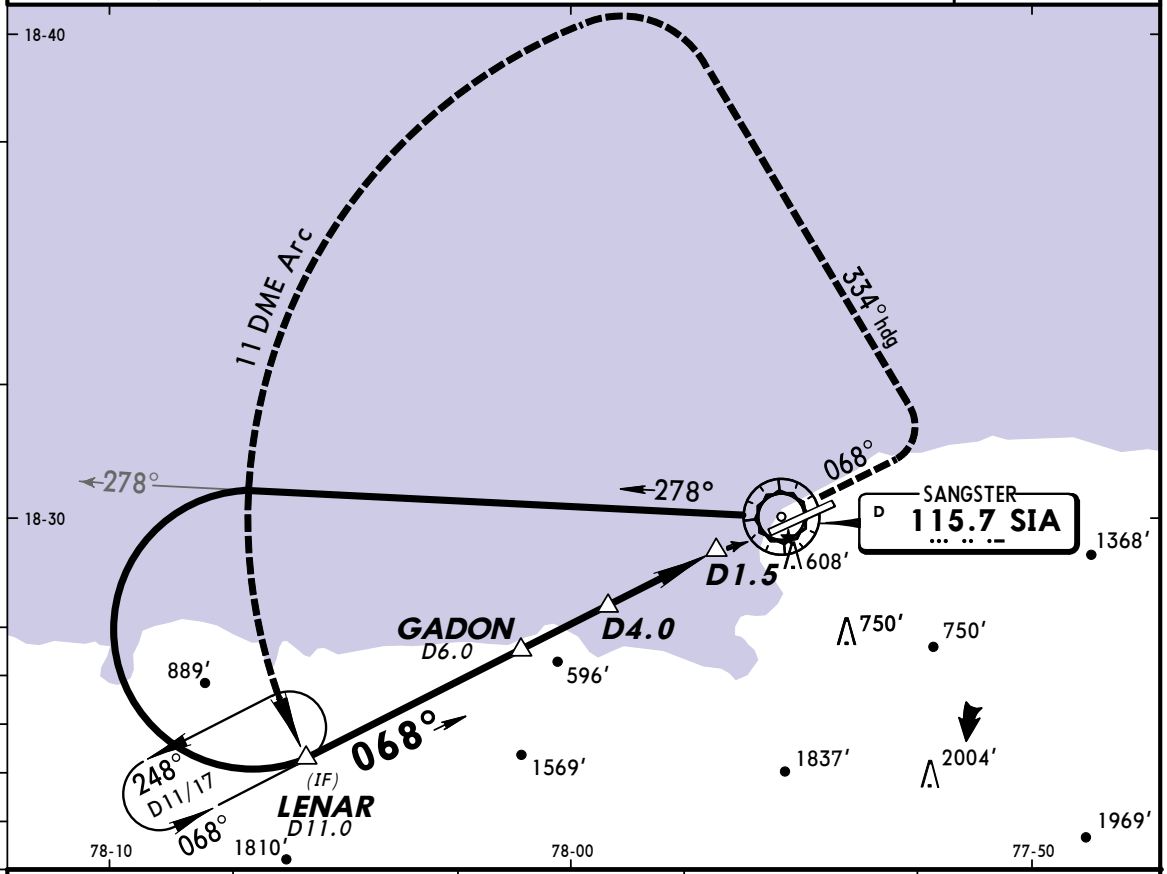 18-40
11 DME Arc
334° hdg
068°
278°
278°
SANGSTER
D 115.7 SIA
18-30
1368'
608'
D1.5
GADON
D6.0
D4.0
750'
750'
596'
889'
068°
248°
D11/17
068°
(IF)
LENAR
D11.0
1569'
1837'
2004'
1810'
1969'
78-10
78-00
77-50